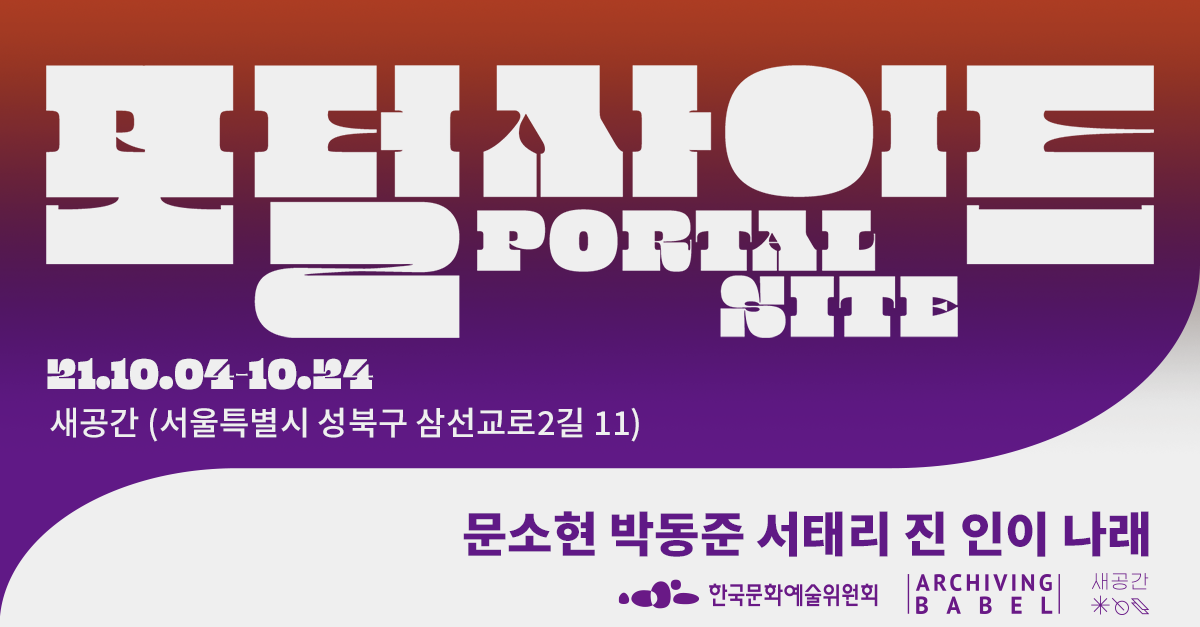 포털사이트
PORTAL
SITE
21.10.04-10.24
새공간 (서울특별시 성북구 삼선교로2길 11)
문소현 박동준 서태리 진 인이 나래
한국문화예술위원회
ARCHIVING
BABEL
새공간